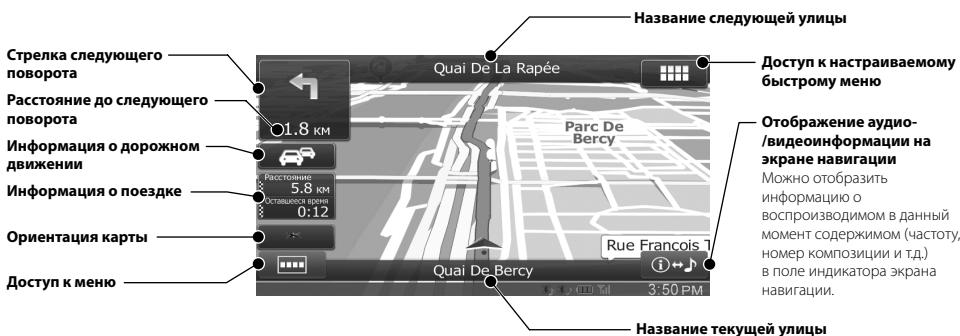 Название следующей улицы
Стрелка следующего
поворота
Расстояние до следующего
поворота
Информация о дорожном
движении
Информация о поездке
Ориентация карты
Доступ к меню
Quai De La Rapée
1.8 км
Parc De
Bercy
Расстояние
5.8 км
Оставшееся время
0:12
Rue Francois T
Quai De Bercy
3:50 PM
Доступ к настраиваемому
быстрому меню
Отображение аудио-
/видеоинформации на
экране навигации
Можно отобразить
информацию о
воспроизводимом в данный
момент содержимом (частоту,
номер композиции и т.д.)
в поле индикатора экрана
навигации.
Название текущей улицы